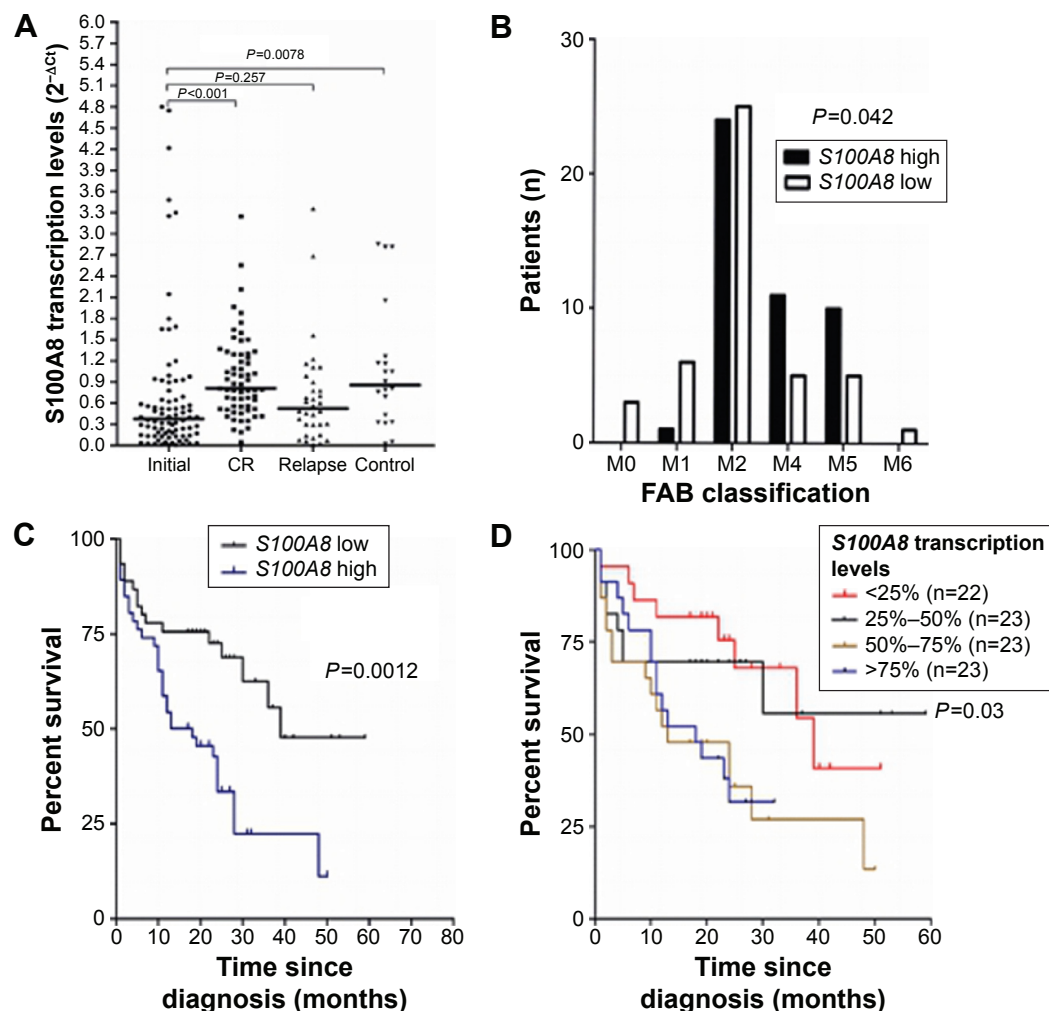 A
S100A8 transcription levels (2^−ΔCt)
6.0
5.7
5.4
5.1
4.8
4.5
4.2
3.9
3.6
3.3
3.0
2.7
2.4
2.1
1.8
1.5
1.2
0.9
0.6
0.3
0.0
P=0.0078
P=0.257
P<0.001
Initial CR Relapse Control
B
Patients (n)
30
20
10
0
P=0.042
S100A8 high
S100A8 low
M0 M1 M2 M4 M5 M6
FAB classification
C
Percent survival
100
75
50
25
0
S100A8 low
S100A8 high
P=0.0012
0 10 20 30 40 50 60 70 80
Time since
diagnosis (months)
D
Percent survival
100
75
50
25
0
S100A8 transcription
levels
<25% (n=22)
25%–50% (n=23)
50%–75% (n=23)
>75% (n=23)
P=0.03
0 10 20 30 40 50 60
Time since
diagnosis (months)